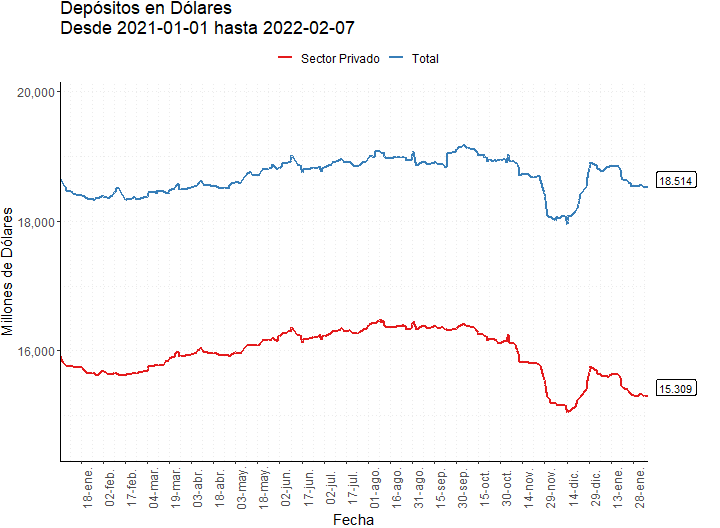 Depósitos en Dólares
Desde 2021-01-01 hasta 2022-02-07
Sector Privado
Total
Millones de Dólares
20,000
18,000
16,000
18.514
15.309
18-ene.
02-feb.
17-feb.
04-mar.
19-mar.
03-abr.
18-abr.
03-may.
18-may.
02-jun.
17-jun.
02-jul.
17-jul.
01-ago.
16-ago.
31-ago.
15-sep.
30-sep.
15-oct.
30-oct.
14-nov.
29-nov.
14-dic.
29-dic.
13-ene.
28-ene.
Fecha